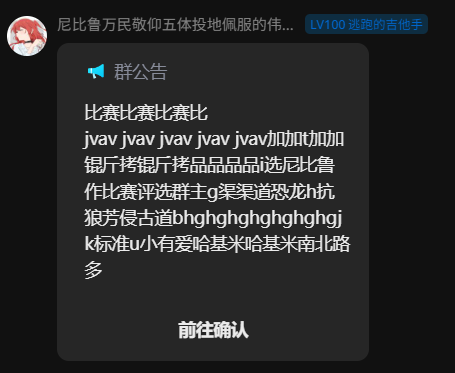 尼比鲁万民敬仰五体投地佩服的伟...
LV100 逃跑的吉他手
群公告
比赛比赛比赛比
jvav jvav jvav jvav jvav加加t加加
锟斤拷锟斤拷品品品品i选尼比鲁
作比赛评选群主g渠渠道恐龙h抗
狼芳侵古道bhghghghghghghgj
k标准u小有爱哈基米哈基米南北路
多
前往确认